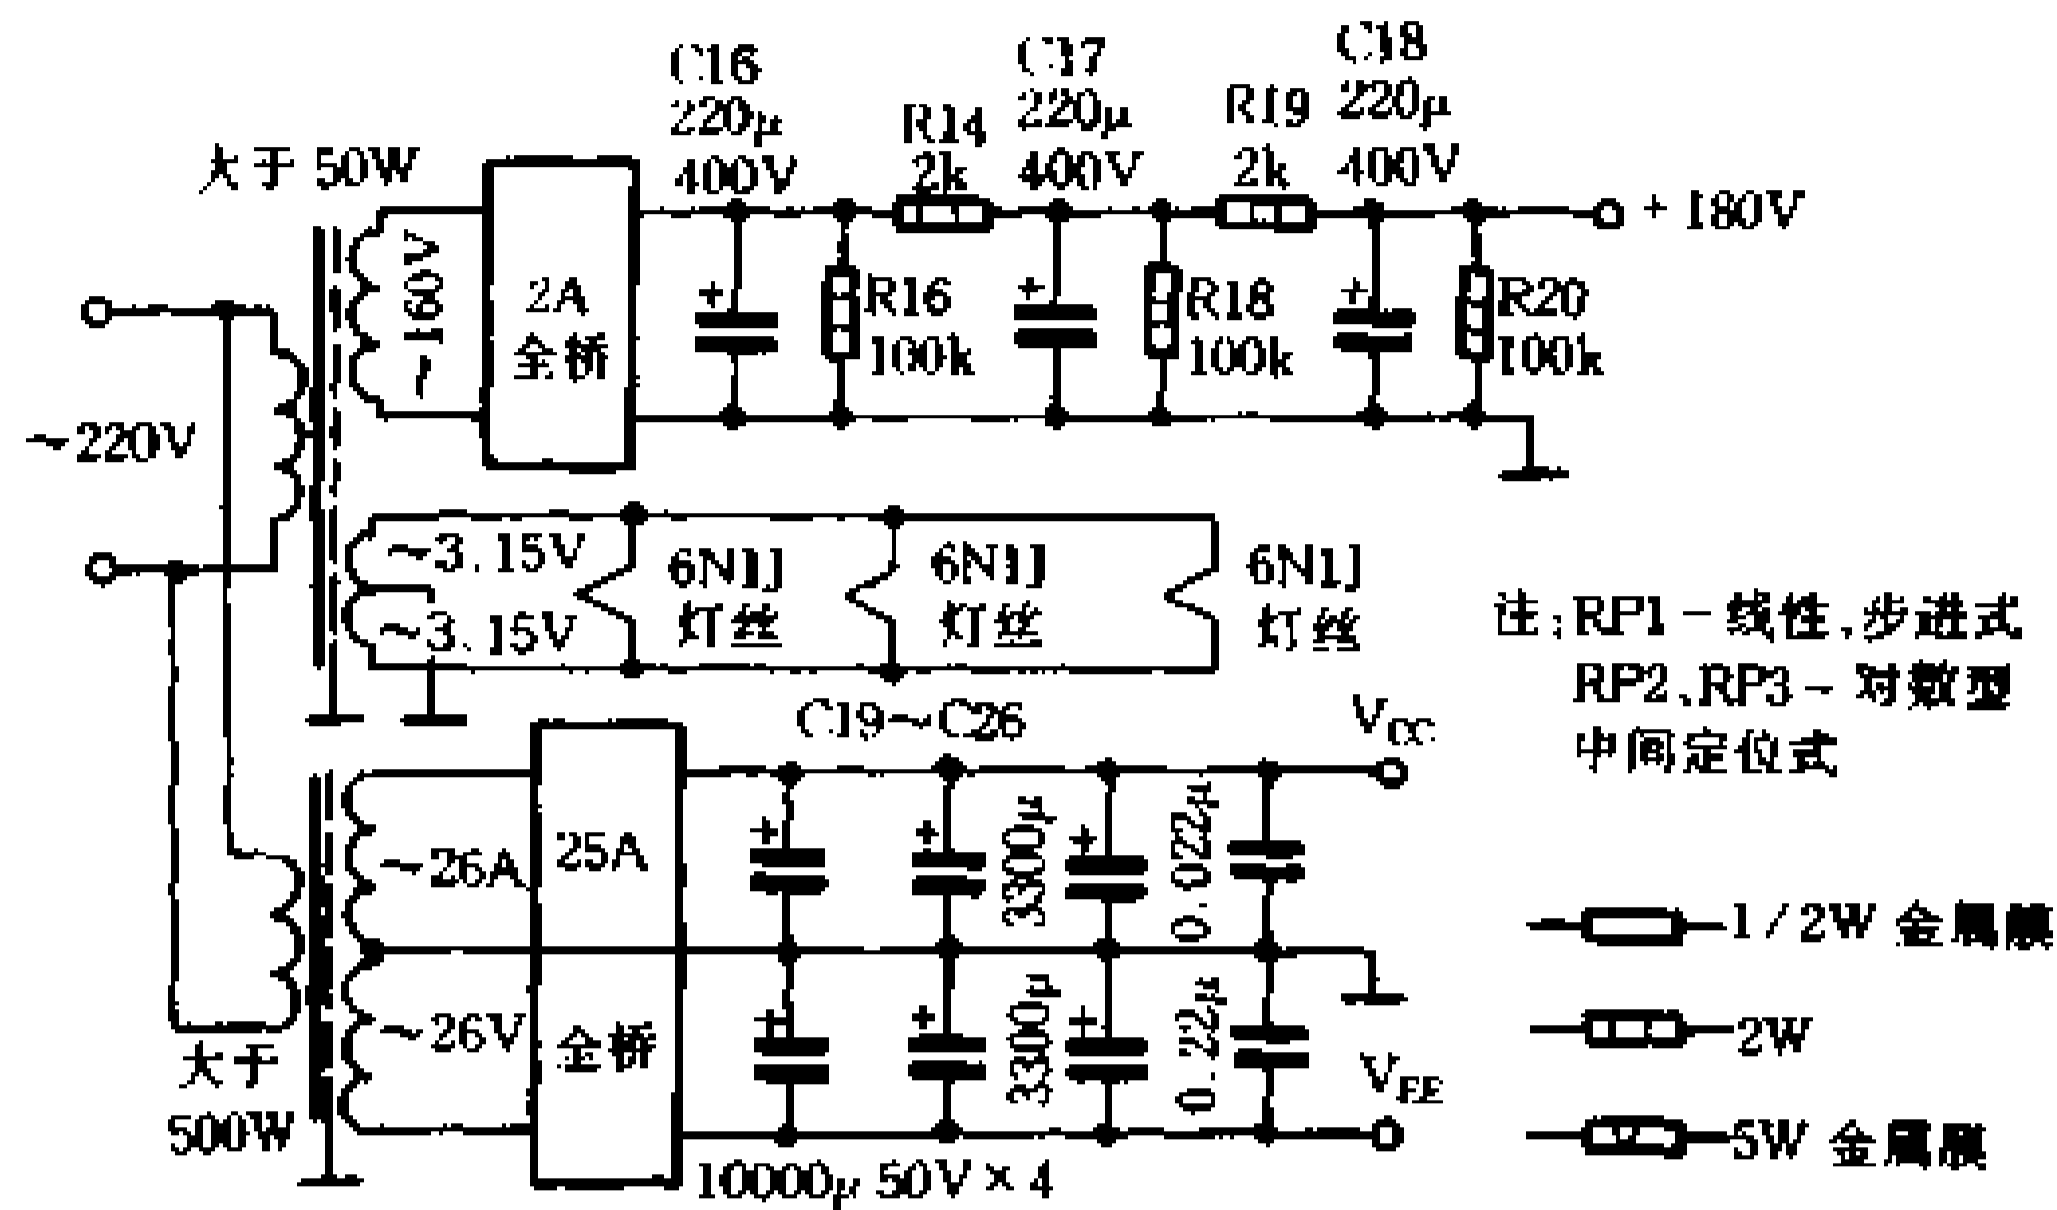 C16
220μ
400V
R14
2k
C17
220μ
400V
R19
2k
C18
220μ
400V
大于 50W
+180V
~160V
2A
全桥
R16
100k
R18
100k
R20
100k
~220V
~3.15V
~3.15V
6N1J
灯丝
6N1J
灯丝
6N1J
灯丝
注:RP1-线性,步进式
RP2、RP3-对数型
中间定位式
C19~C26
VCC
~26A
25A
3300μ
0.022μ
~26V
全桥
3300μ
0.22μ
VEE
大于
500W
10000μ 50V×4
1/2W 金属膜
2W
5W 金属膜